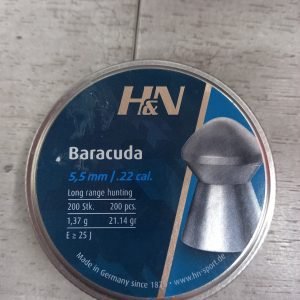 H&N
Baracuda
5,5 mm / .22 cal.
Long range hunting
200 Stk. 200 pcs.
1,37 g 21.14 gr
E ≥ 25 J
Made in Germany since 1829 • www.hn-sport.de